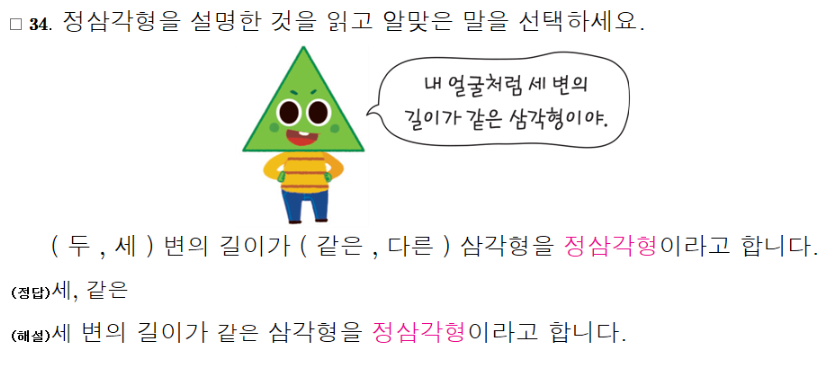 □ 34. 정삼각형을 설명한 것을 읽고 알맞은 말을 선택하세요.
내 얼굴처럼 세 변의
길이가 같은 삼각형이야.
( 두 , 세 ) 변의 길이가 ( 같은 , 다른 ) 삼각형을 정삼각형이라고 합니다.
(정답)세, 같은
(해설)세 변의 길이가 같은 삼각형을 정삼각형이라고 합니다.